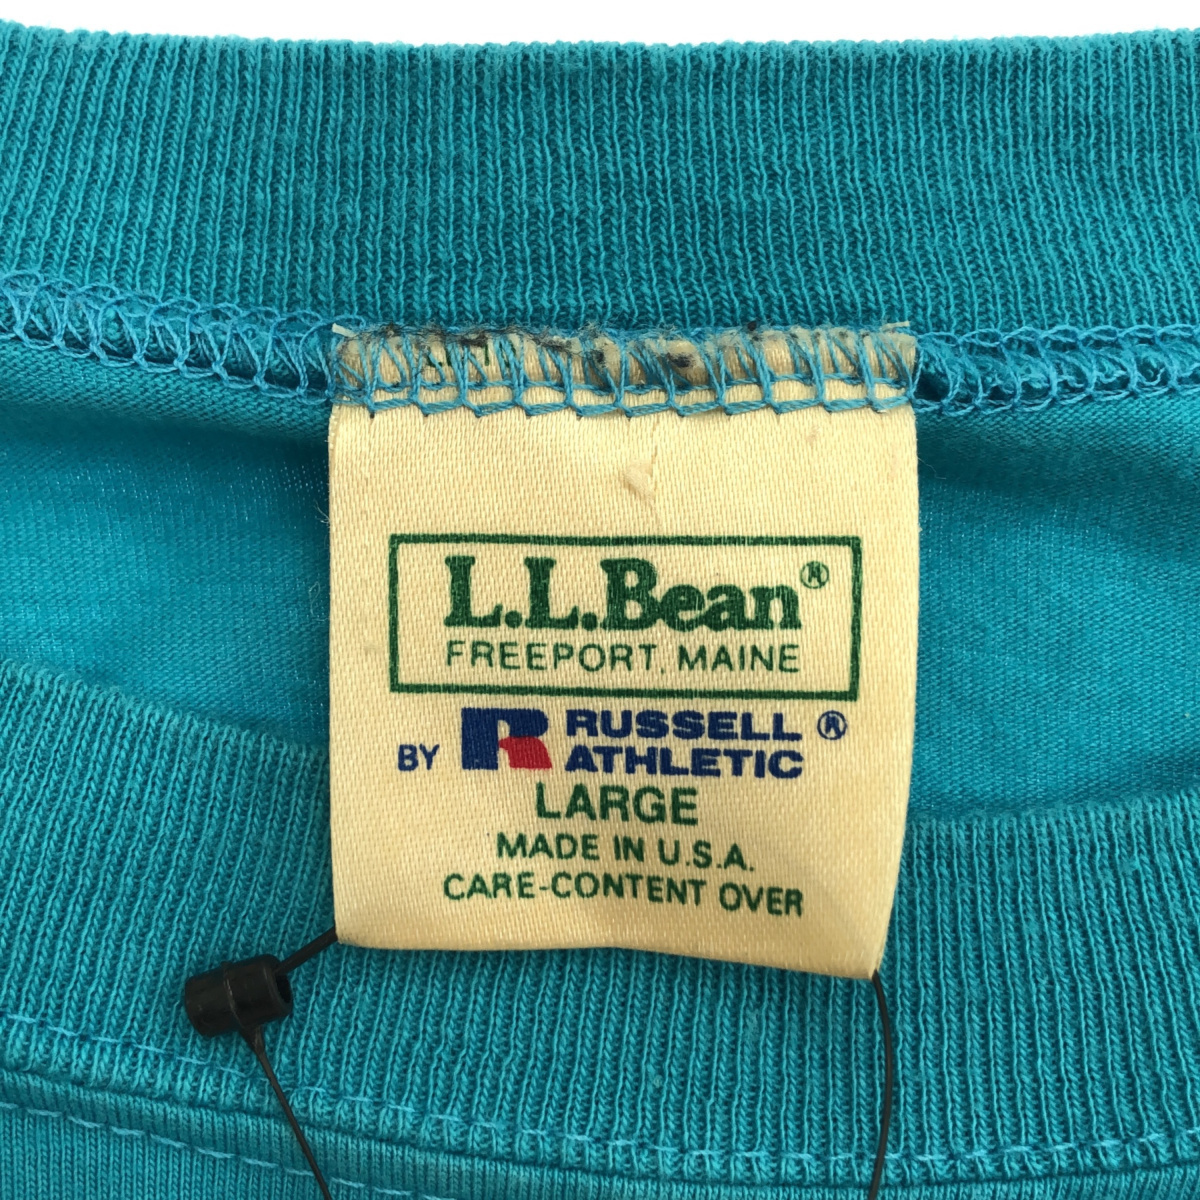 L.L.Bean®
FREEPORT, MAINE
BY R RUSSELL ®
ATHLETIC
LARGE
MADE IN U.S.A.
CARE-CONTENT OVER